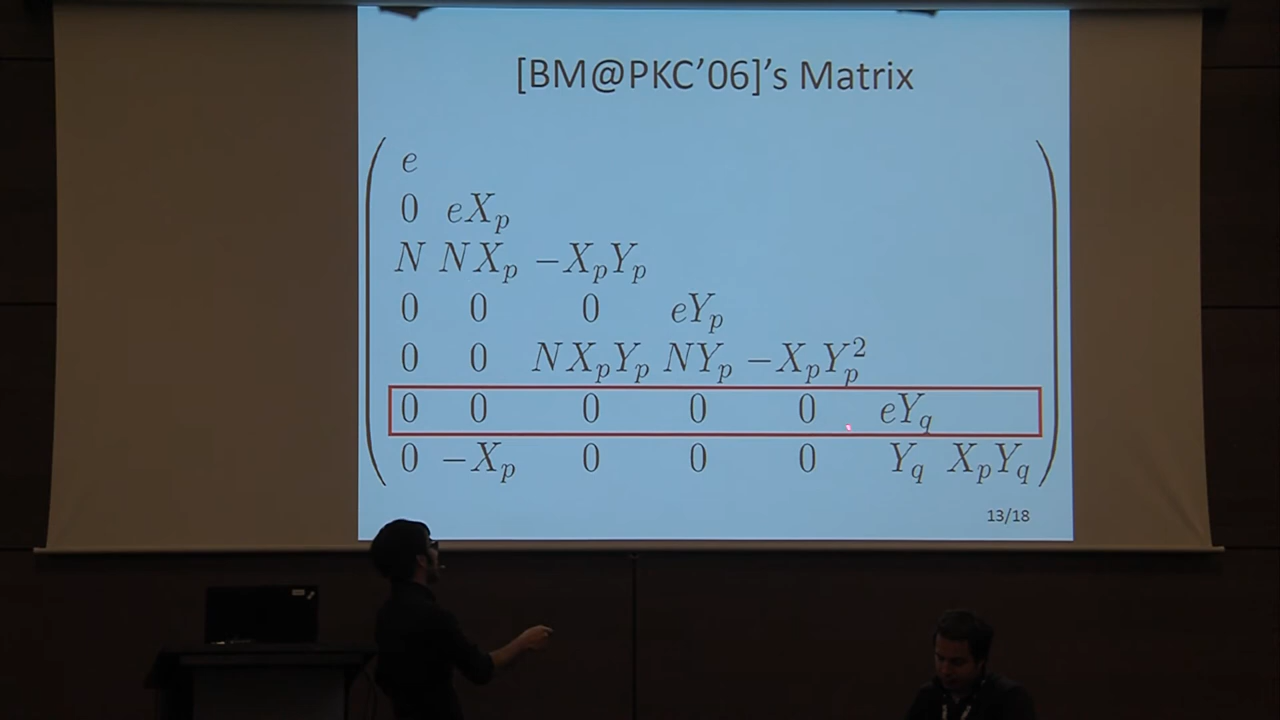 [BM@PKC'06]'s Matrix
e
0 eX_p
N NX_p −X_pY_p
0 0 0 eY_p
0 0 NX_pY_p NY_p −X_pY_p^2
0 0 0 0 0 eY_q
0 −X_p 0 0 0 Y_q X_pY_q
13/18